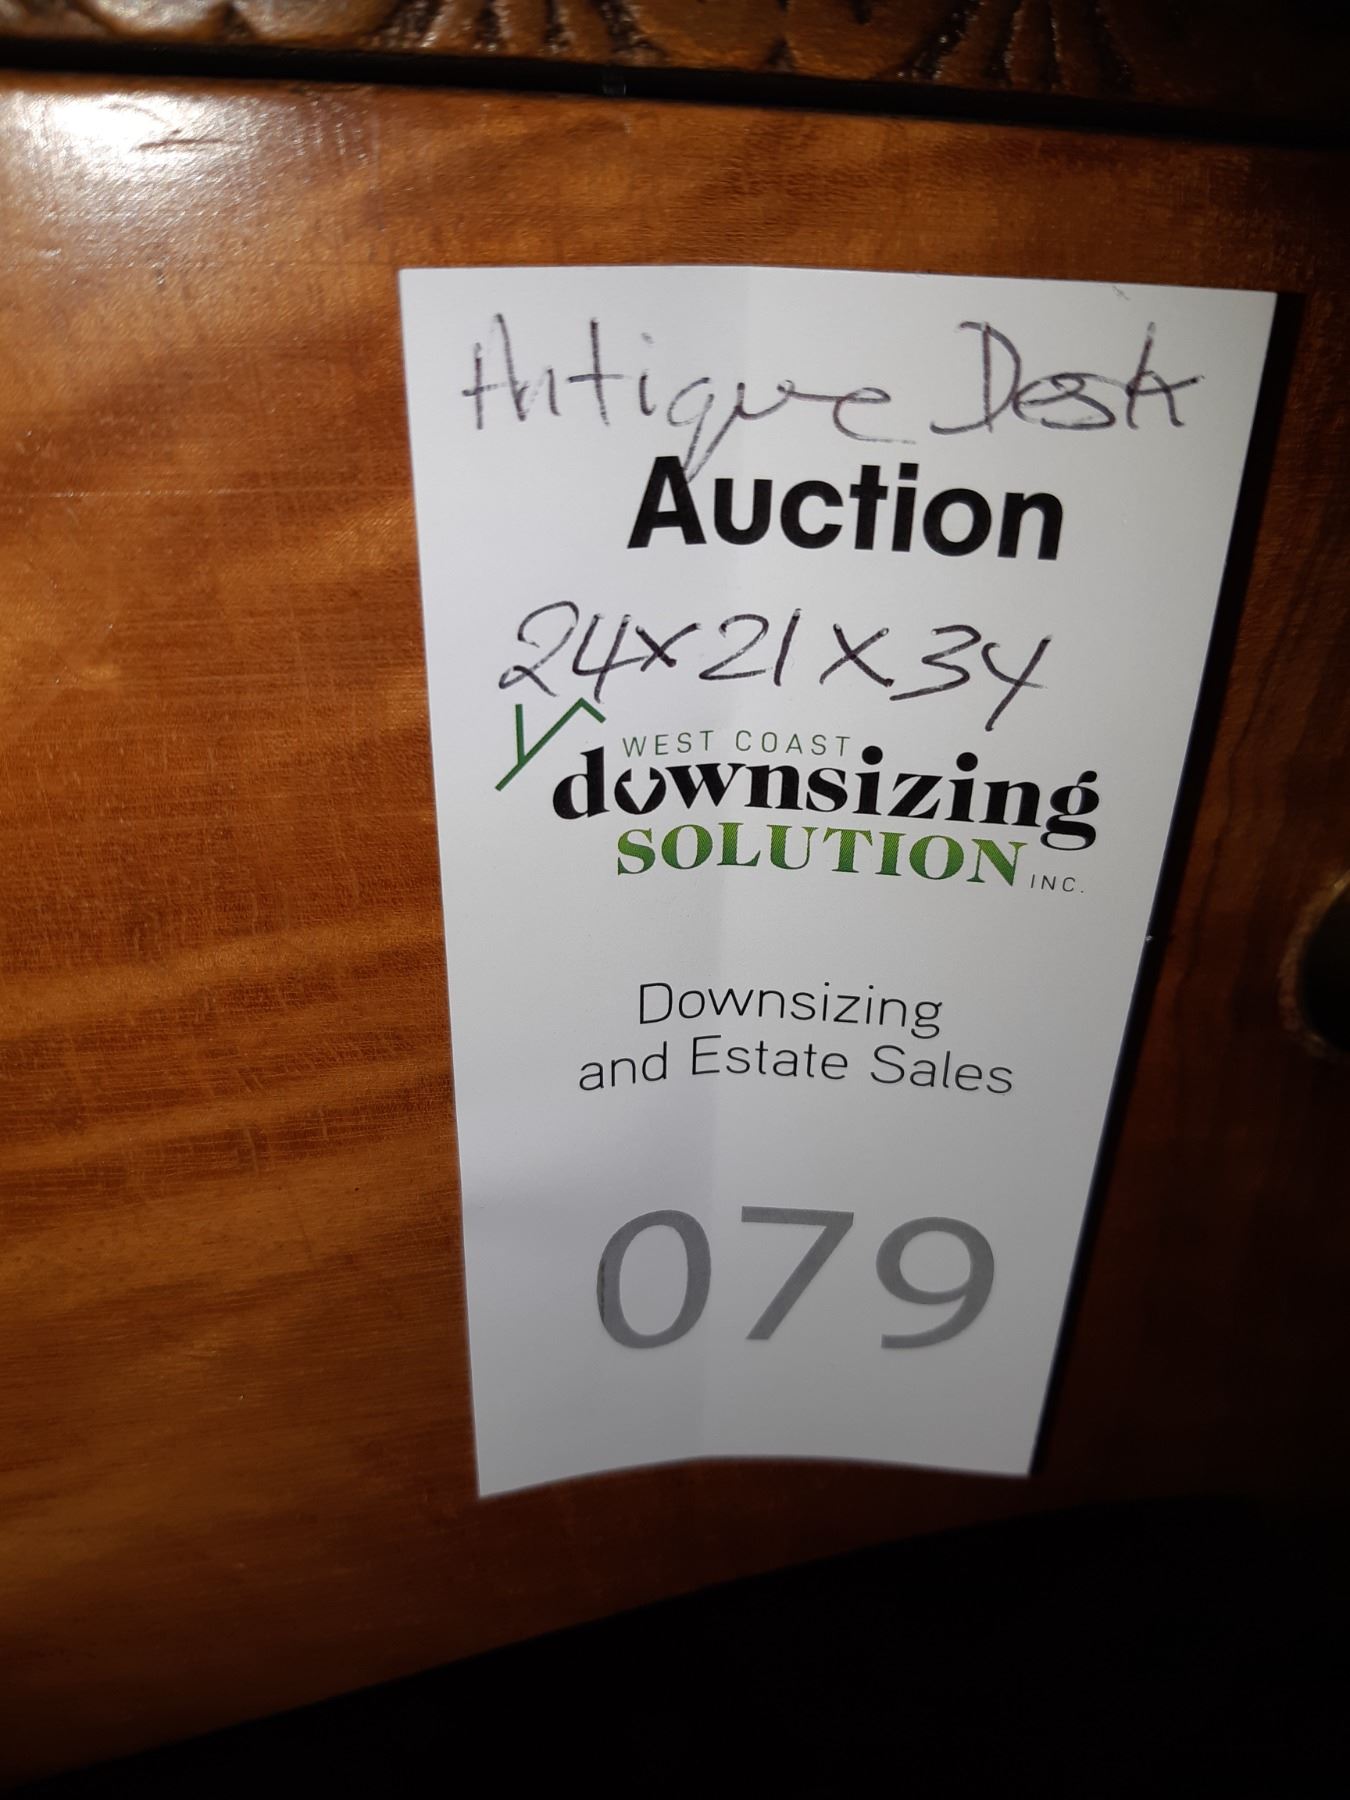 Antique Desk
Auction
24x21x34
WEST COAST
downsizing
SOLUTION INC.
Downsizing
and Estate Sales
079